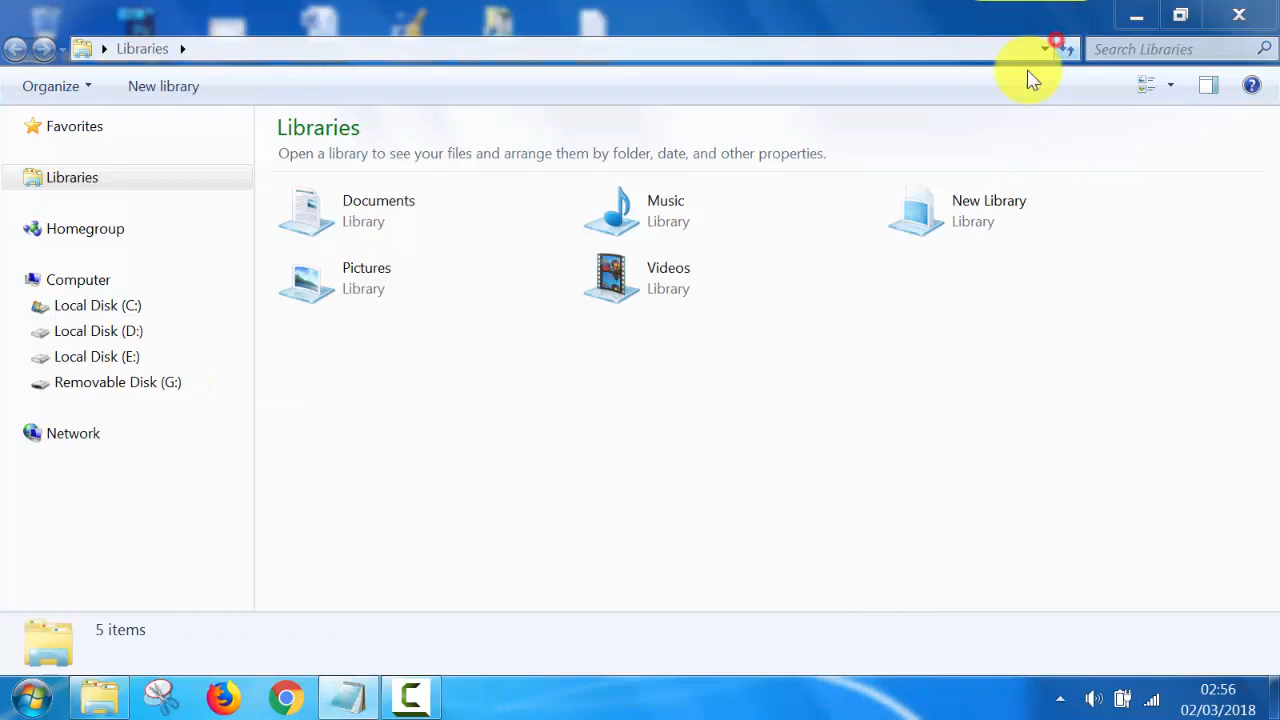 Libraries
Search Libraries
Organize
New library
Favorites
Libraries
Homegroup
Computer
Local Disk (C:)
Local Disk (D:)
Local Disk (E:)
Removable Disk (G:)
Network
Libraries
Open a library to see your files and arrange them by folder, date, and other properties.
Documents
Library
Music
Library
New Library
Library
Pictures
Library
Videos
Library
5 items
02:56
02/03/2018